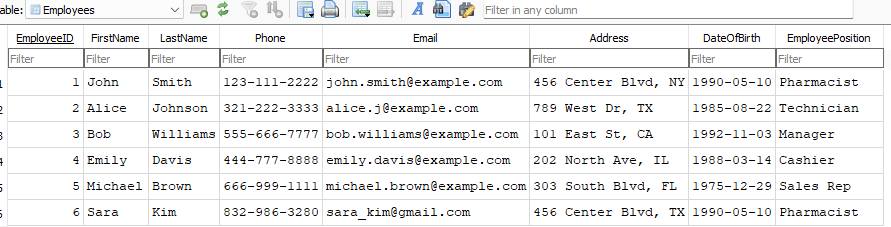 able: Employees Filter in any column
EmployeeID FirstName LastName Phone Email Address DateOfBirth EmployeePosition
Filter Filter Filter Filter Filter Filter Filter Filter
1 1 John Smith 123-111-2222 john.smith@example.com 456 Center Blvd, NY 1990-05-10 Pharmacist
2 2 Alice Johnson 321-222-3333 alice.j@example.com 789 West Dr, TX 1985-08-22 Technician
3 3 Bob Williams 555-666-7777 bob.williams@example.com 101 East St, CA 1992-11-03 Manager
4 4 Emily Davis 444-777-8888 emily.davis@example.com 202 North Ave, IL 1988-03-14 Cashier
5 5 Michael Brown 666-999-1111 michael.brown@example.com 303 South Blvd, FL 1975-12-29 Sales Rep
6 6 Sara Kim 832-986-3280 sara_kim@gmail.com 456 Center Blvd, TX 1990-05-10 Pharmacist